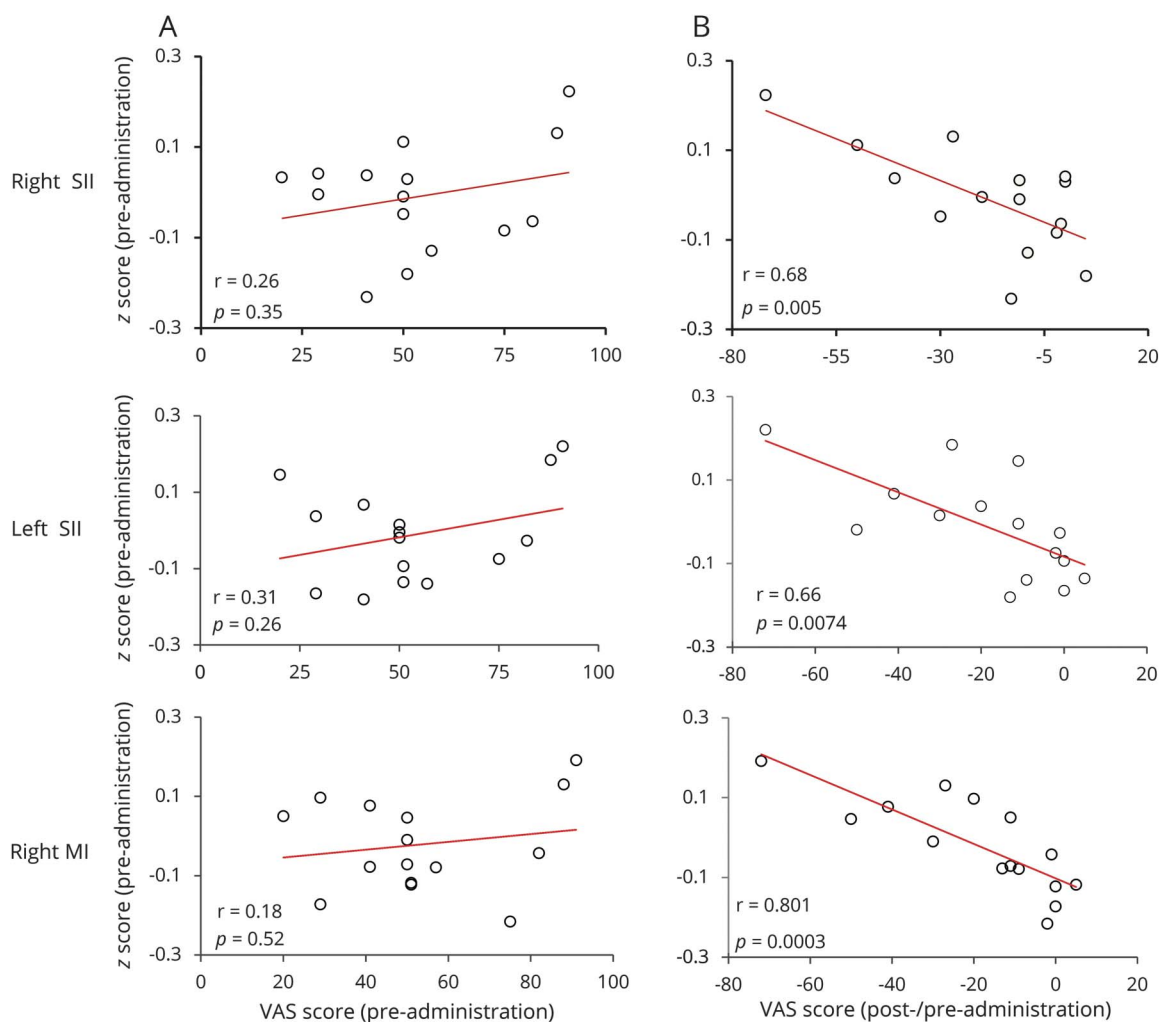 A
B
Right SII
z score (pre-administration)
0.3
0.1
-0.1
-0.3
r = 0.26
p = 0.35
0
25
50
75
100
0.3
0.1
-0.1
-0.3
r = 0.68
p = 0.005
-80
-55
-30
-5
20
Left SII
z score (pre-administration)
0.3
0.1
-0.1
-0.3
r = 0.31
p = 0.26
0
25
50
75
100
0.3
0.1
-0.1
-0.3
r = 0.66
p = 0.0074
-80
-60
-40
-20
0
20
Right MI
z score (pre-administration)
0.3
0.1
-0.1
-0.3
r = 0.18
p = 0.52
0
20
40
60
80
100
VAS score (pre-administration)
0.3
0.1
-0.1
-0.3
r = 0.801
p = 0.0003
-80
-60
-40
-20
0
20
VAS score (post-/pre-administration)